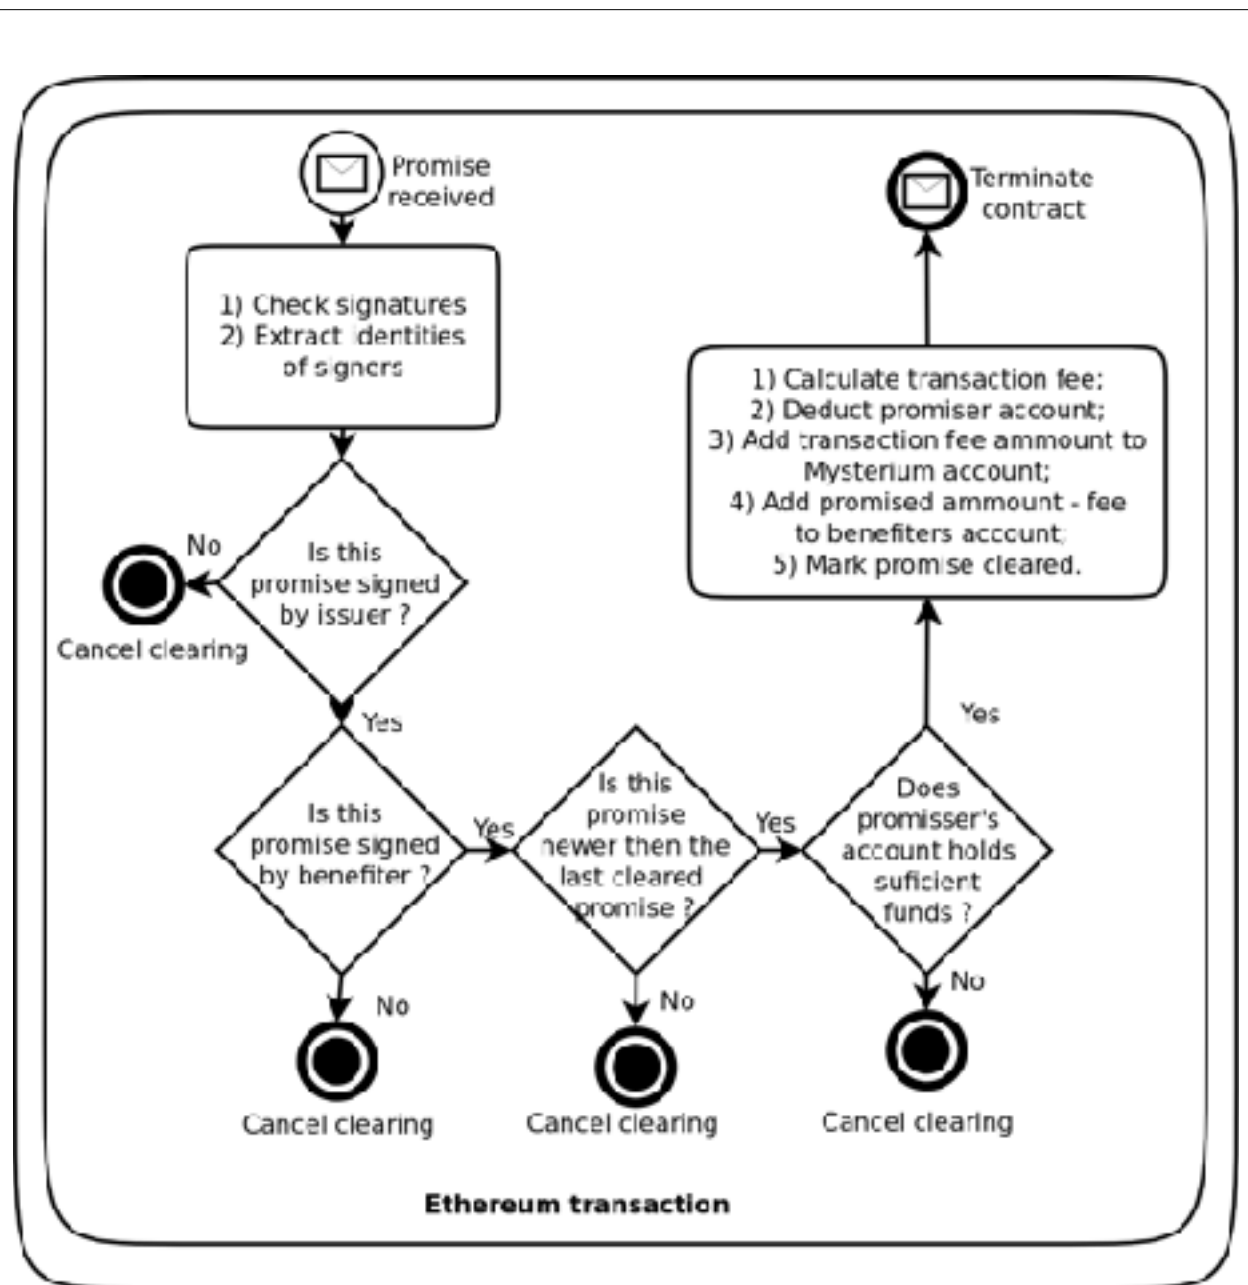 Promise
received
1) Check signatures
2) Extract identities
of signers
Is this
promise signed
by issuer ?
No
Cancel clearing
Yes
Is this
promise signed
by benefiter ?
No
Cancel clearing
Yes
Is this
promise
newer then the
last cleared
promise ?
No
Cancel clearing
Yes
Does
promisser's
account holds
suficient
funds ?
No
Cancel clearing
Yes
1) Calculate transaction fee;
2) Deduct promiser account;
3) Add transaction fee ammount to
Mysterium account;
4) Add promised ammount - fee
to benefiters account;
5) Mark promise cleared.
Terminate
contract
Ethereum transaction